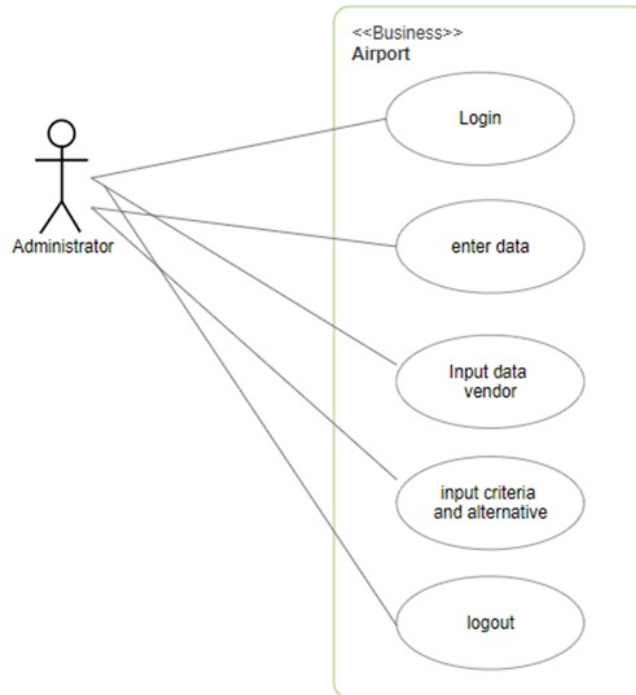 <<Business>>
Airport
Login
Administrator
enter data
Input data
vendor
input criteria
and alternative
logout